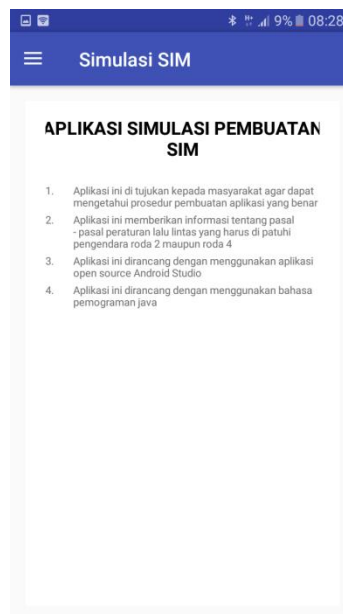 9% 08:28
Simulasi SIM
APLIKASI SIMULASI PEMBUATAN
SIM
1. Aplikasi ini di tujukan kepada masyarakat agar dapat
mengetahui prosedur pembuatan aplikasi yang benar
2. Aplikasi ini memberikan informasi tentang pasal
- pasal peraturan lalu lintas yang harus di patuhi
pengendara roda 2 maupun roda 4
3. Aplikasi ini dirancang dengan menggunakan aplikasi
open source Android Studio
4. Aplikasi ini dirancang dengan menggunakan bahasa
pemograman java